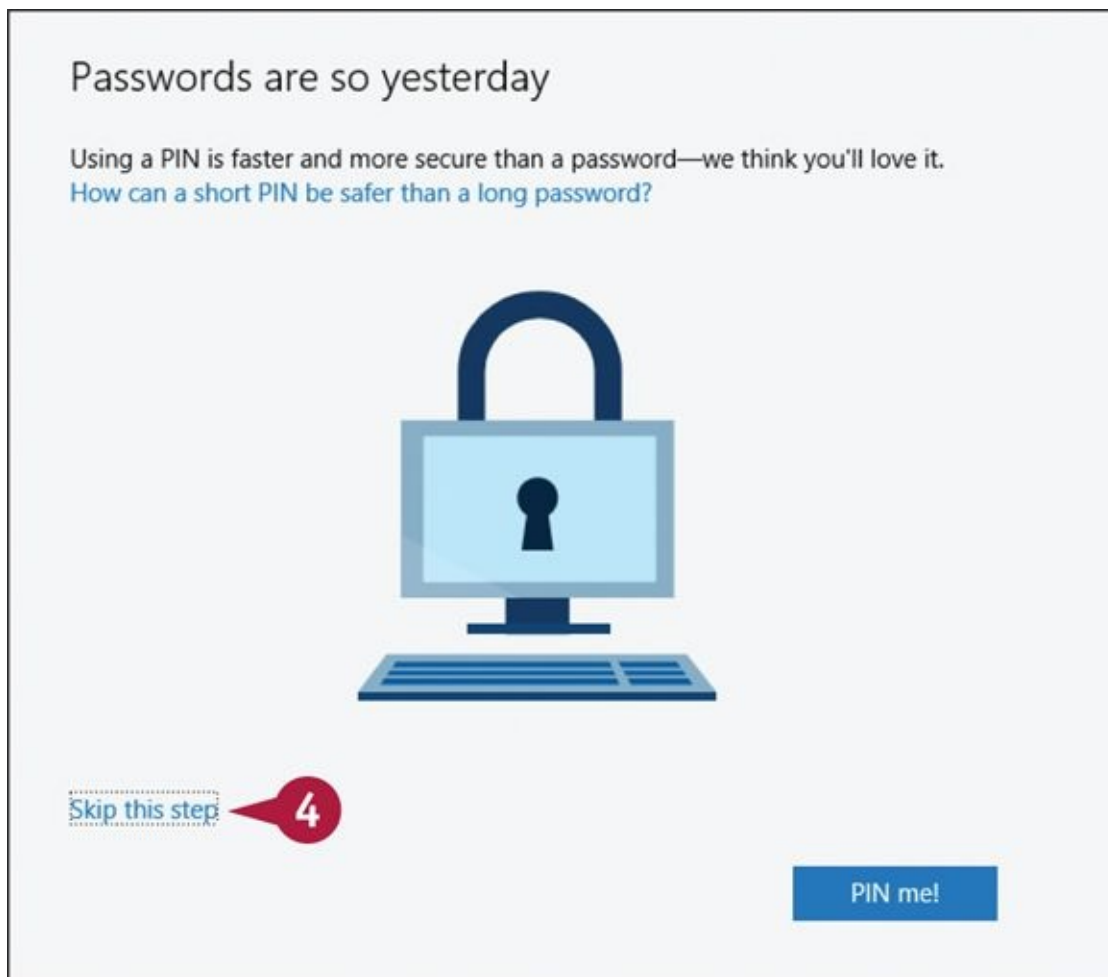 Passwords are so yesterday
Using a PIN is faster and more secure than a password—we think you'll love it.
How can a short PIN be safer than a long password?
Skip this step
4
PIN me!